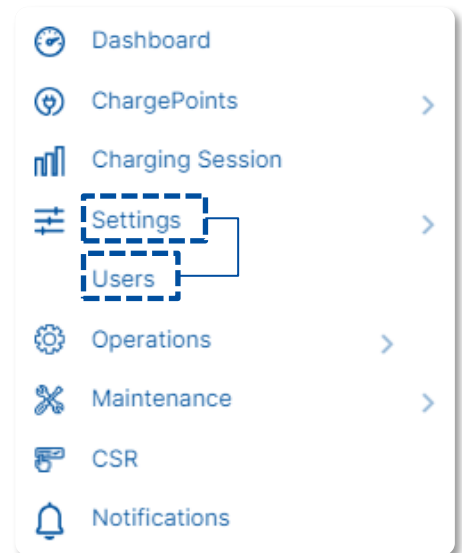 Dashboard
ChargePoints
Charging Session
Settings
Users
Operations
Maintenance
CSR
Notifications